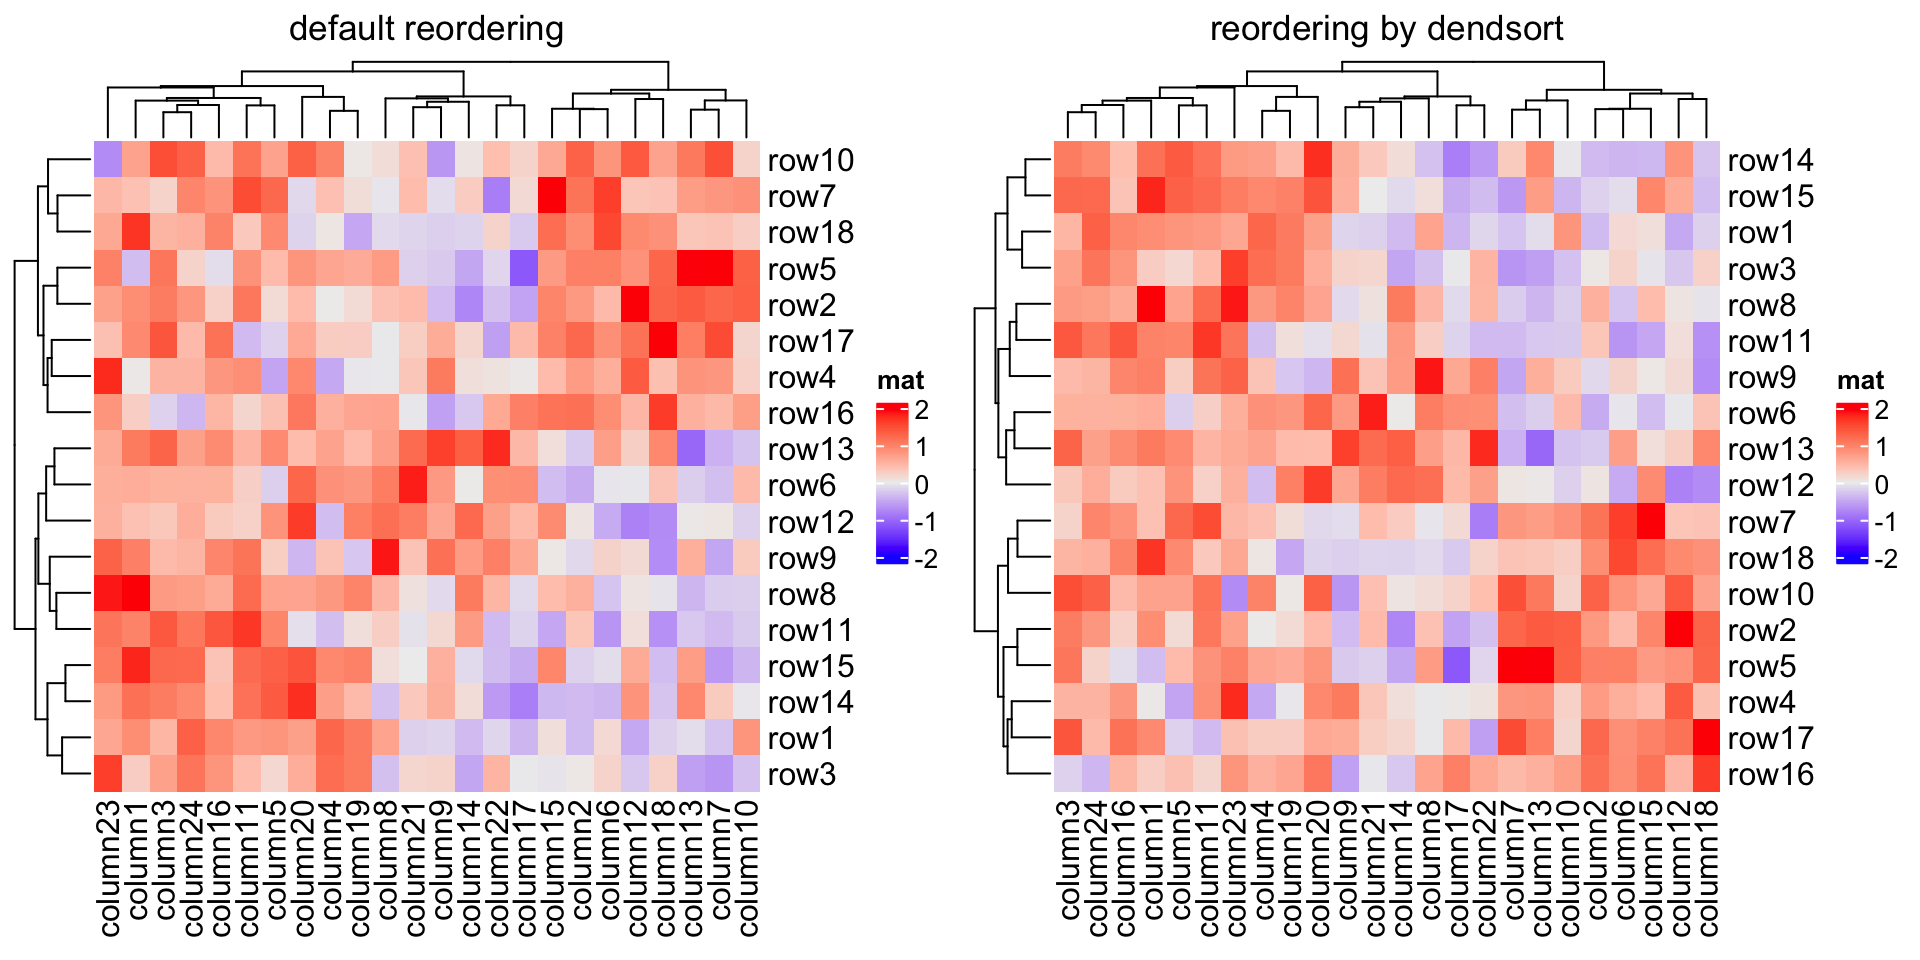 default reordering
row10
row7
row18
row5
row2
row17
row4
row16
row13
row6
row12
row9
row8
row11
row15
row14
row1
row3
column23
column1
column3
column24
column16
column11
column5
column20
column4
column19
column8
column21
column9
column14
column22
column17
column15
column2
column6
column12
column18
column13
column7
column10
mat
2
1
0
-1
-2
reordering by dendsort
row14
row15
row1
row3
row8
row11
row9
row6
row13
row12
row7
row18
row10
row2
row5
row4
row17
row16
column3
column24
column16
column1
column5
column11
column23
column4
column19
column20
column9
column21
column14
column8
column17
column22
column7
column13
column10
column2
column6
column15
column12
column18
mat
2
1
0
-1
-2